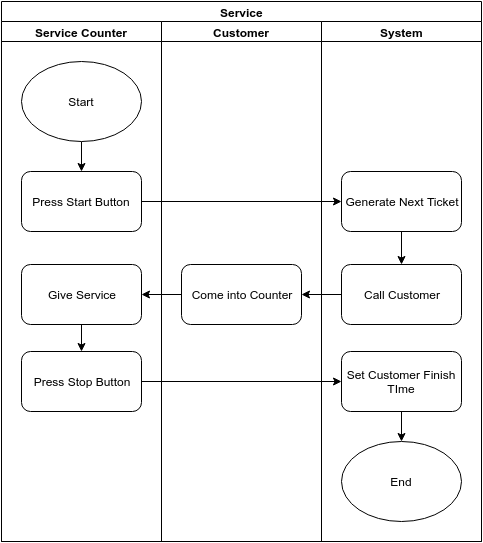 Service
Service Counter
Customer
System
Start
Press Start Button
Generate Next Ticket
Give Service
Come into Counter
Call Customer
Press Stop Button
Set Customer Finish
TIme
End